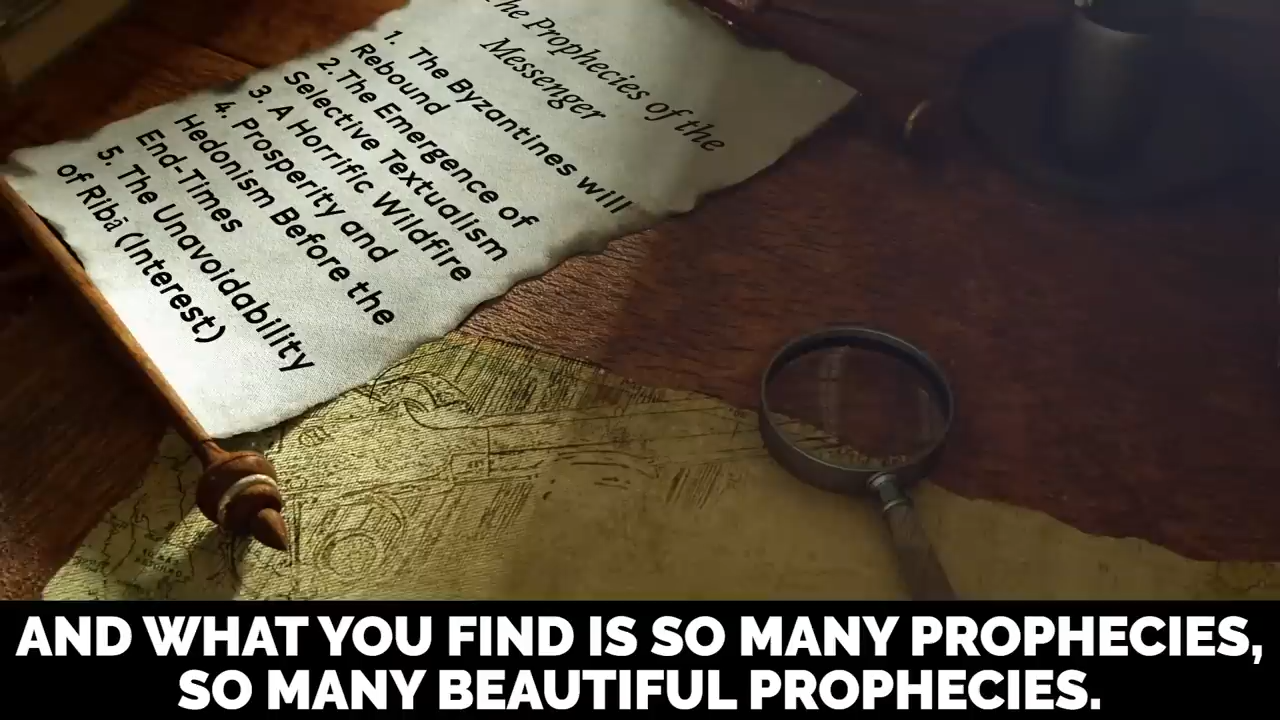 The Prophecies of the
Messenger
1. The Byzantines will
Rebound
2. The Emergence of
Selective Textualism
3. A Horrific Wildfire
4. Prosperity and
Hedonism Before the
End-Times
5. The Unavoidability
of Ribā (Interest)
AND WHAT YOU FIND IS SO MANY PROPHECIES,
SO MANY BEAUTIFUL PROPHECIES.